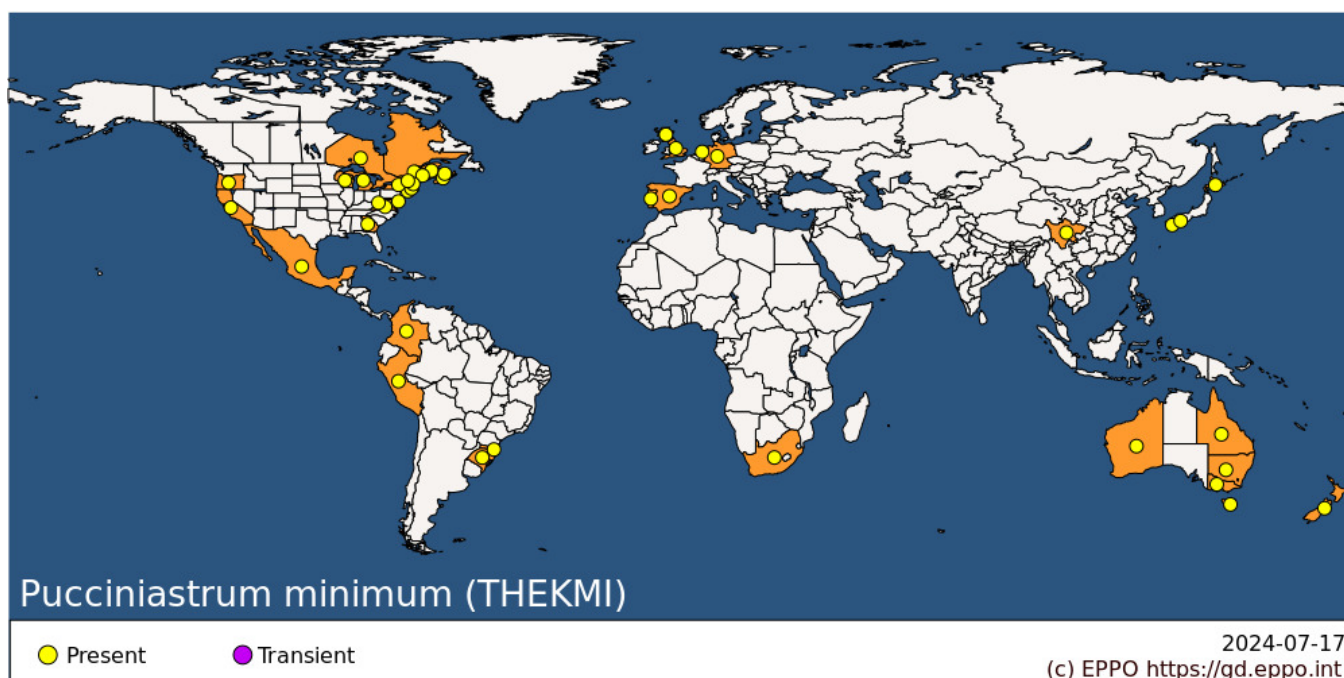 Pucciniastrum minimum (THEKMI)
Present
Transient
2024-07-17
(c) EPPO https://gd.eppo.int